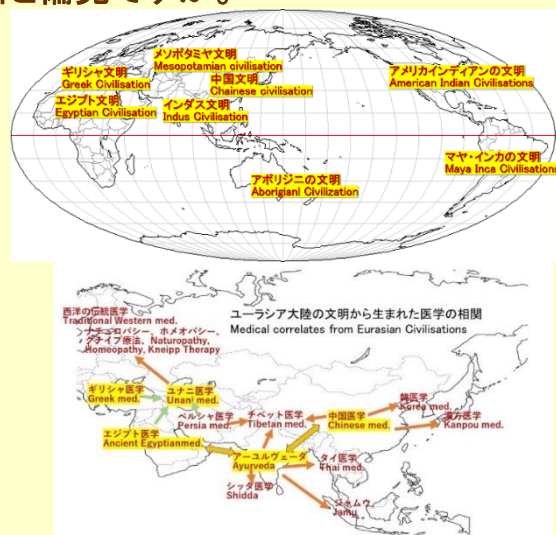 偏見ですか。
メソポタミヤ文明
Mesopotamian civilisation
ギリシャ文明
Greek Civilisation
中国文明
Chainese civilisation
アメリカインディアンの文明
American Indian Civilisations
エジプト文明
Egyptian Civilisation
インダス文明
Indus Civilisation
マヤ・インカの文明
Maya Inca Civilisations
アボリジニの文明
Aborigianl Civilization
ユーラシア大陸の文明から生まれた医学の相関
Medical correlates from Eurasian Civilisations
西洋の伝統医学
Traditional Western med.
ナチュロパシー、ホメオパシー、
クナイプ療法、Naturopathy,
Homeopathy, Kneipp Therapy
ギリシャ医学
Greek med.
ユナニ医学
Unani med.
ペルシャ医学
Persia med.
チベット医学
Tibetan med.
中国医学
Chinese med.
韓医学
Korea med.
漢方医学
Kanpou med.
エジプト医学
Ancient Egyptianmed.
アーユルヴェーダ
Ayurveda
タイ医学
Thai med.
シッダ医学
Shidda
ジャムウ
Jamu